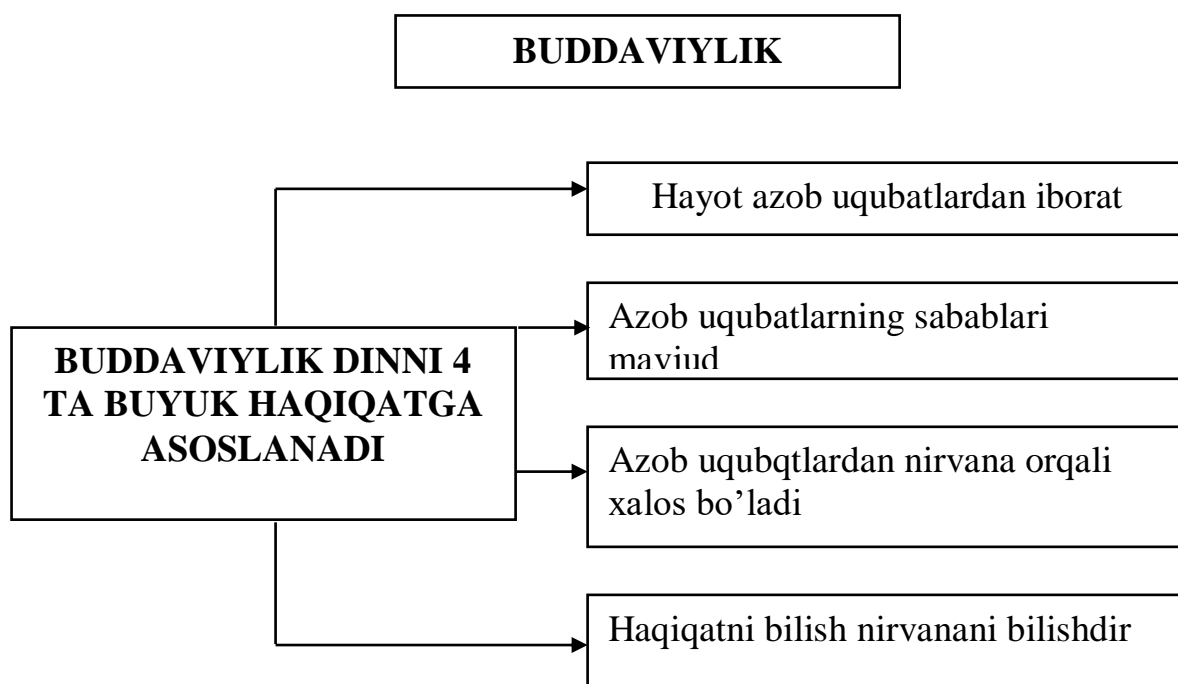 BUDDAVIYLIK
Hayot azob uqubatlardan iborat
Azob uqubatlarning sabablari
mavjud
BUDDAVIYLIK DINNI 4
TA BUYUK HAQIQATGA
ASOSLANADI
Azob uqubqtlardan nirvana orqali
xalos bo’ladi
Haqiqatni bilish nirvanani bilishdir